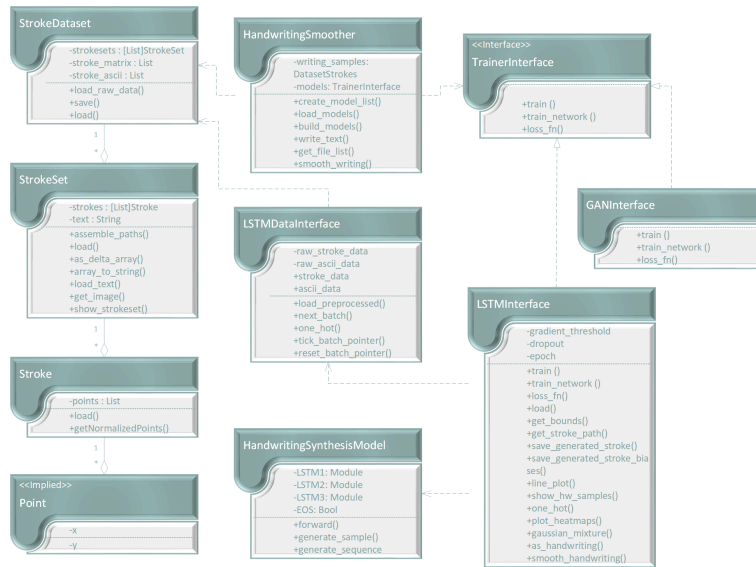 StrokeDataset
-strokesets : [List]StrokeSet
-stroke_matrix : List
-stroke_ascii : List
+load_raw_data()
+save()
+load()
1
*
StrokeSet
-strokes : [List]Stroke
-text : String
+assemble_paths()
+load()
+as_delta_array()
+array_to_string()
+load_text()
+get_image()
+show_strokeset()
1
*
Stroke
-points : List
+load()
+getNormalizedPoints()
1
*
<<Implied>>
Point
-x
-y
HandwritingSmoother
-writing_samples:
DatasetStrokes
-models: TrainerInterface
+create_model_list()
+load_models()
+build_models()
+write_text()
+get_file_list()
+smooth_writing()
LSTMDataInterface
-raw_stroke_data
-raw_ascii_data
+stroke_data
+ascii_data
+load_preprocessed()
+next_batch()
+one_hot()
+tick_batch_pointer()
+reset_batch_pointer()
HandwritingSynthesisModel
-LSTM1: Module
-LSTM2: Module
-LSTM3: Module
-EOS: Bool
+forward()
+generate_sample()
+generate_sequence
<<Interface>>
TrainerInterface
+train()
+train_network ()
+loss_fn()
GANInterface
+train()
+train_network ()
+loss_fn()
LSTMInterface
-gradient_threshold
-dropout
-epoch
+train ()
+train_network ()
+loss_fn()
+load()
+get_bounds()
+get_stroke_path()
+save_generated_stroke()
+save_generated_stroke_bia
ses()
+line_plot()
+show_hw_samples()
+one_hot()
+plot_heatmaps()
+gaussian_mixture()
+as_handwriting()
+smooth_handwriting()